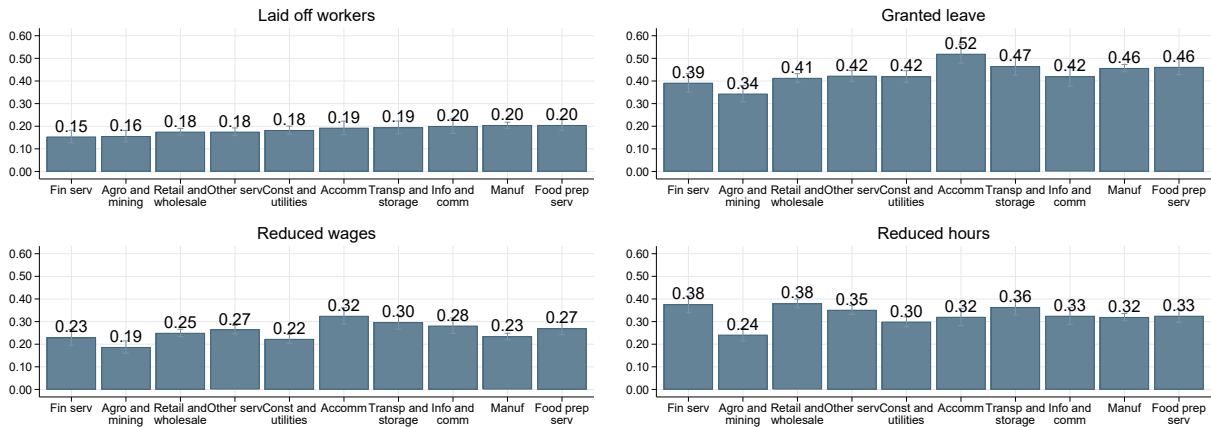 Laid off workers
0.60
0.50
0.40
0.30
0.20
0.10
0.00
0.15 0.16 0.18 0.18 0.18 0.19 0.19 0.20 0.20 0.20
Fin serv Agro and Retail and Other serv Const and Accomm Transp and Info and Manuf Food prep
mining wholesale utilities storage comm serv
Granted leave
0.60
0.50
0.40
0.30
0.20
0.10
0.00
0.39 0.34 0.41 0.42 0.42 0.52 0.47 0.42 0.46 0.46
Fin serv Agro and Retail and Other serv Const and Accomm Transp and Info and Manuf Food prep
mining wholesale utilities storage comm serv
Reduced wages
0.60
0.50
0.40
0.30
0.20
0.10
0.00
0.23 0.19 0.25 0.27 0.22 0.32 0.30 0.28 0.23 0.27
Fin serv Agro and Retail and Other serv Const and Accomm Transp and Info and Manuf Food prep
mining wholesale utilities storage comm serv
Reduced hours
0.60
0.50
0.40
0.30
0.20
0.10
0.00
0.38 0.24 0.38 0.35 0.30 0.32 0.36 0.33 0.32 0.33
Fin serv Agro and Retail and Other serv Const and Accomm Transp and Info and Manuf Food prep
mining wholesale utilities storage comm serv